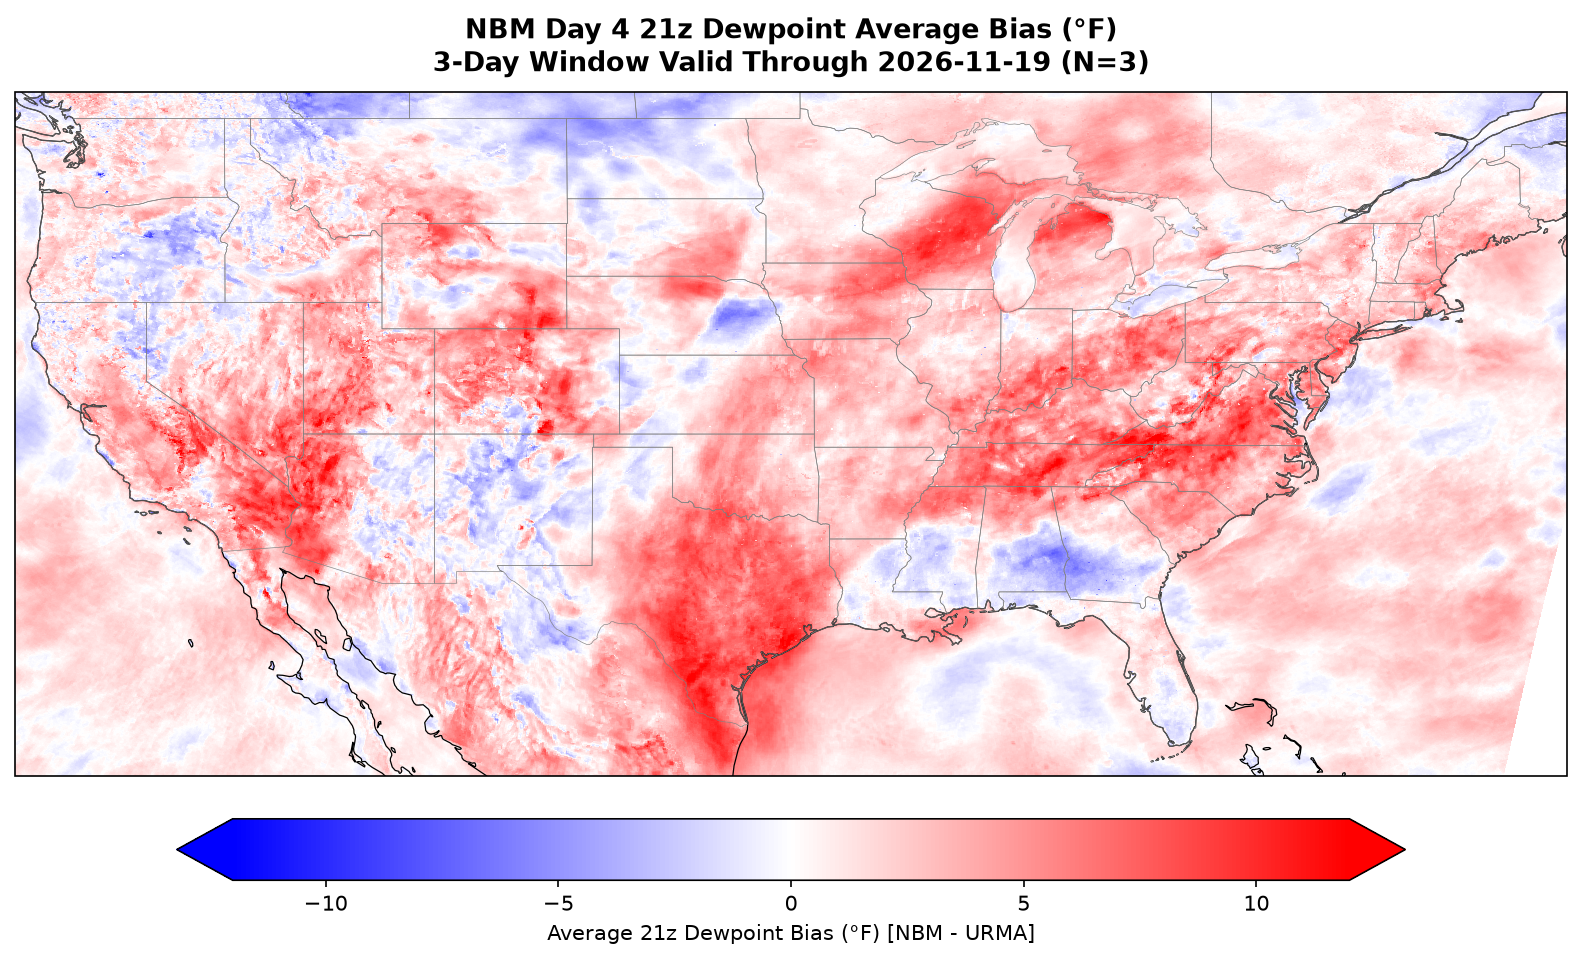 NBM Day 4 21z Dewpoint Average Bias (°F)
3-Day Window Valid Through 2026-11-19 (N=3)
−10 −5 0 5 10
Average 21z Dewpoint Bias (°F) [NBM - URMA]